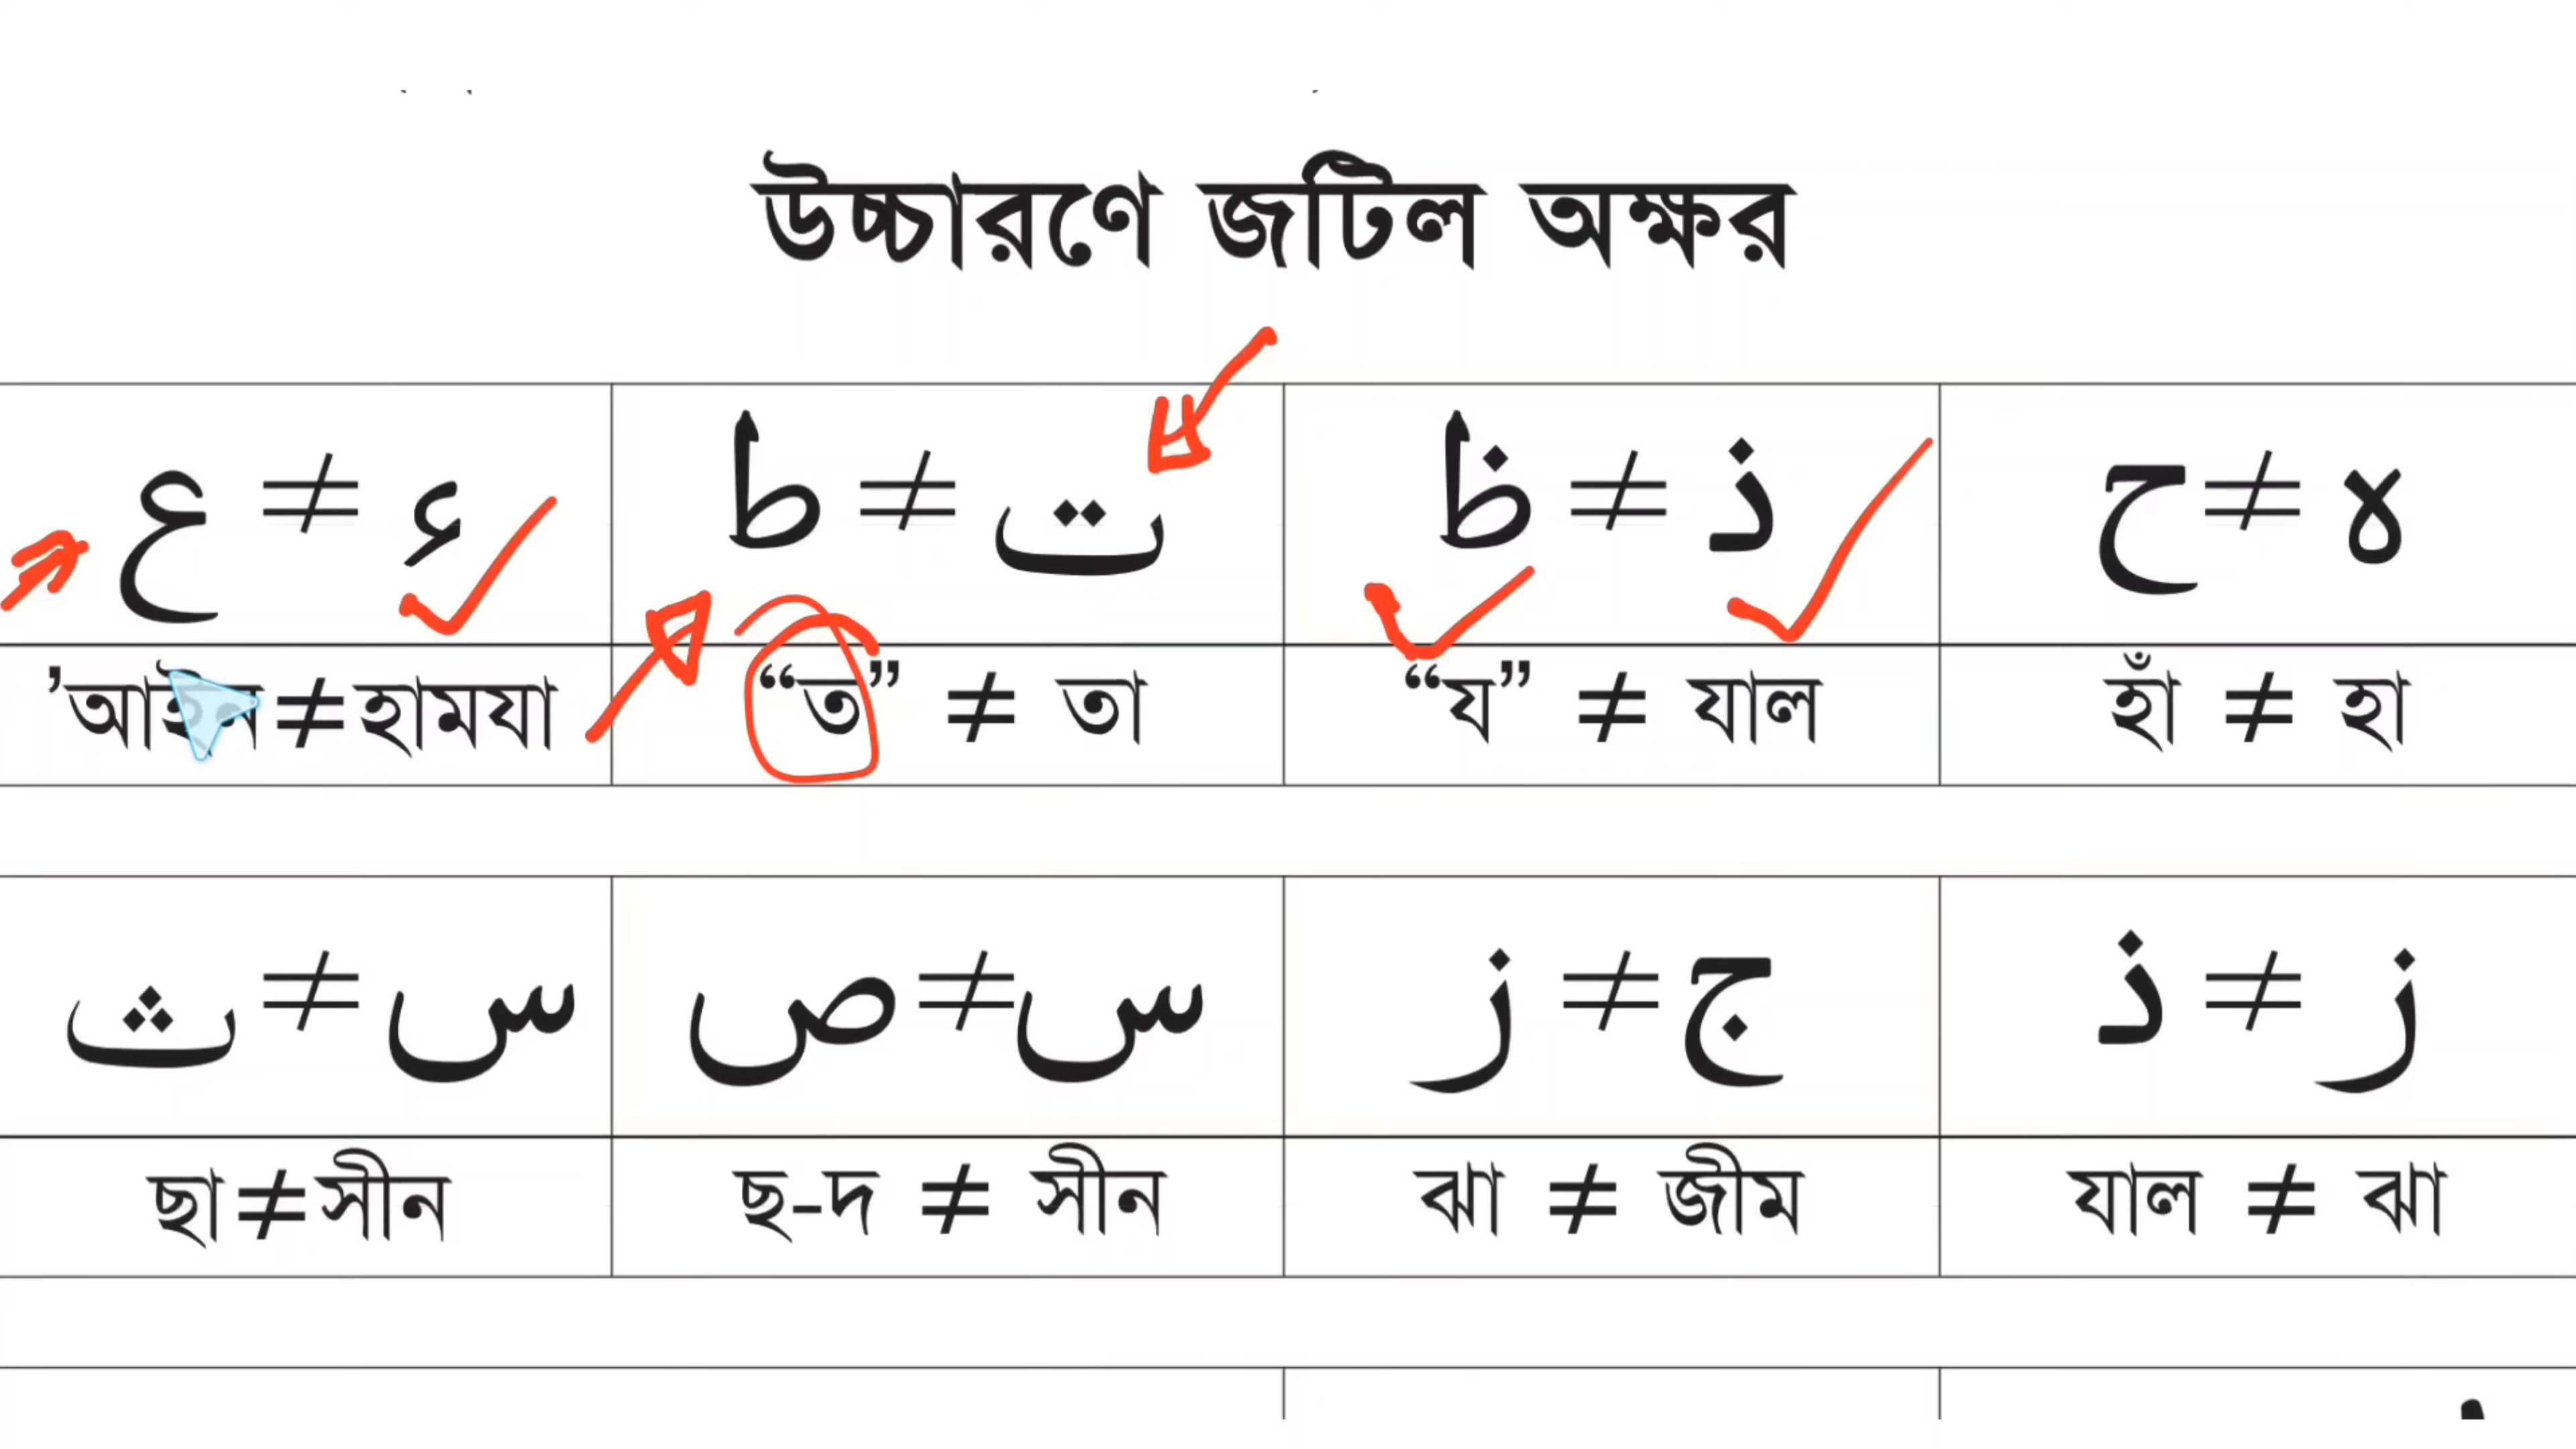 উচ্চারণে জটিল অক্ষর
ع ≠ ء ط ≠ ت ظ ≠ ذ ح ≠ ه
’আইন ≠ হামযা “ত” ≠ তা “য” ≠ যাল হাঁ ≠ হা
ث ≠ س ص ≠ س ز ≠ ج ذ ≠ ز
ছা ≠ সীন ছ-দ ≠ সীন ঝা ≠ জীম যাল ≠ ঝা